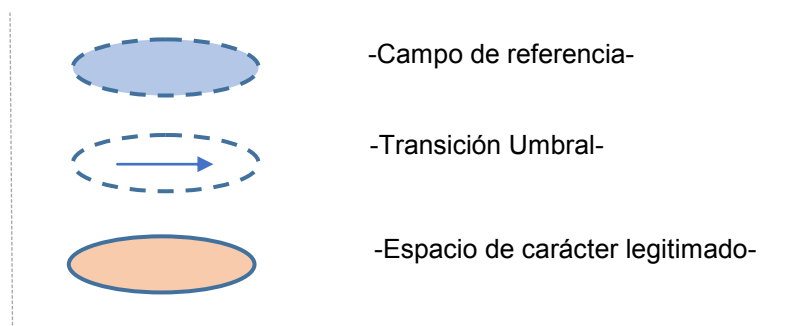 -Campo de referencia-
-Transición Umbral-
-Espacio de carácter legitimado-